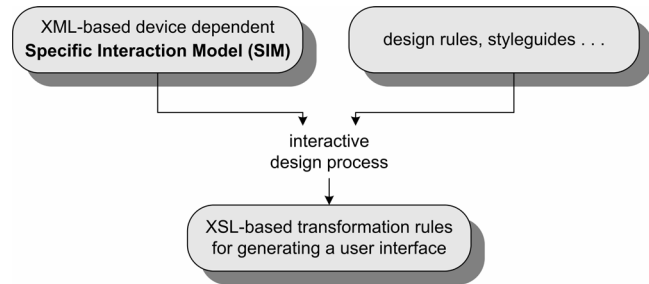 XML-based device dependent
Specific Interaction Model (SIM)
design rules, styleguides . . .
interactive
design process
XSL-based transformation rules
for generating a user interface